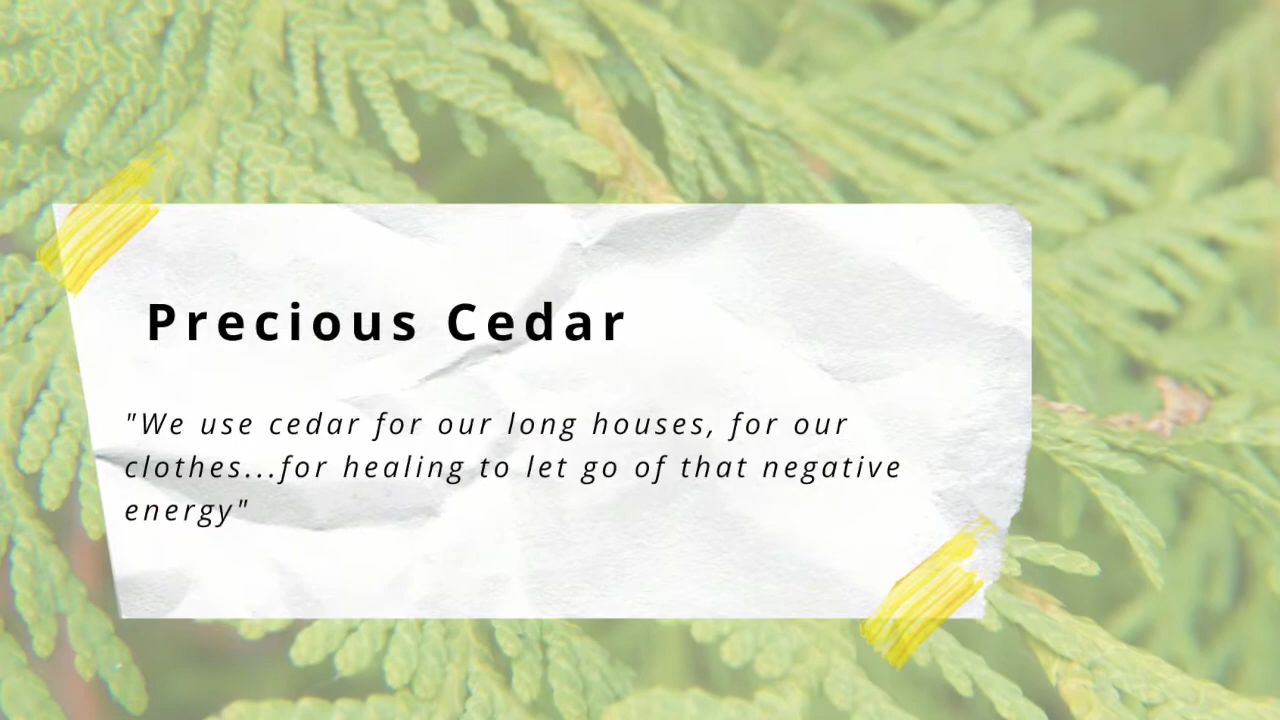 Precious Cedar
"We use cedar for our long houses, for our
clothes...for healing to let go of that negative
energy"